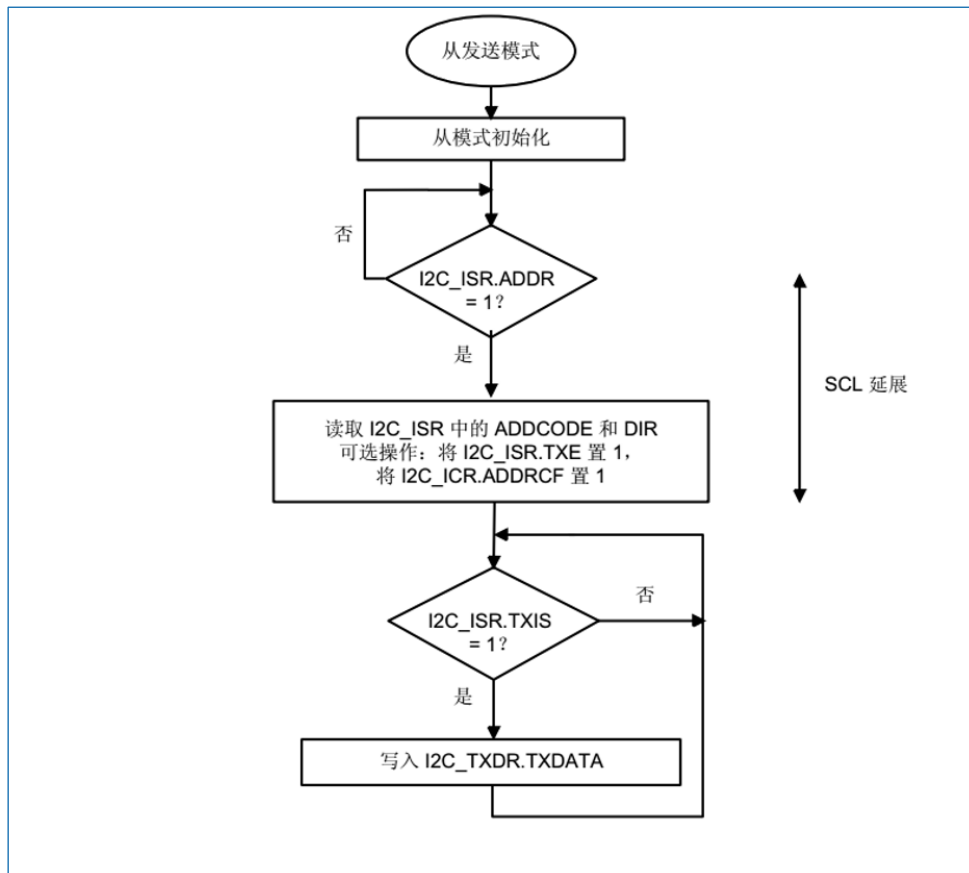 从发送模式
从模式初始化
否
I2C_ISR.ADDR
= 1?
是
SCL 延展
读取 I2C_ISR 中的 ADDCODE 和 DIR
可选操作：将 I2C_ISR.TXE 置 1，
将 I2C_ICR.ADDRCF 置 1
否
I2C_ISR.TXIS
= 1?
是
写入 I2C_TXDR.TXDATA